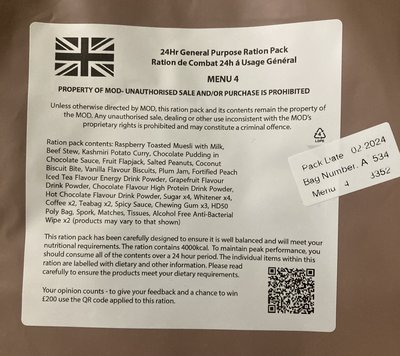 24Hr General Purpose Ration Pack
Ration de Combat 24h á Usage Général
MENU 4
PROPERTY OF MOD- UNAUTHORISED SALE AND/OR PURCHASE IS PROHIBITED
Unless otherwise directed by MOD, this ration pack and its contents remain the property of
the MOD. Any unauthorised sale, dealing or other use inconsistent with the MOD's
proprietary rights is prohibited and may constitute a criminal offence.
Ration pack contents: Raspberry Toasted Muesli with Milk,
Beef Stew, Kashmiri Potato Curry, Chocolate Pudding in
Chocolate Sauce, Fruit Flapjack, Salted Peanuts, Coconut
Biscuit Bite, Vanilla Flavour Biscuits, Plum Jam, Fortified Peach
Iced Tea Flavour Energy Drink Powder, Grapefruit Flavour
Drink Powder, Chocolate Flavour High Protein Drink Powder,
Hot Chocolate Flavour Drink Powder, Sugar x4, Whitener x4,
Coffee x2, Teabag x2, Spicy Sauce, Chewing Gum x3, HD50
Poly Bag, Spork, Matches, Tissues, Alcohol Free Anti-Bacterial
Wipe x2 (products may vary to that shown)
This ration pack has been carefully designed to ensure it is well balanced and will meet your
nutritional requirements. The ration contains 4000kcal. To maintain peak performance, you
should consume all of the contents over a 24 hour period. The individual items within this
ration are labelled with dietary and other information. Please read
carefully to ensure the products meet your dietary requirements.
Your opinion counts - to give your feedback and a chance to win
£200 use the QR code applied to this ration.
Pack Date 02.2024
Bag Number. A 534
Menu 4 J352